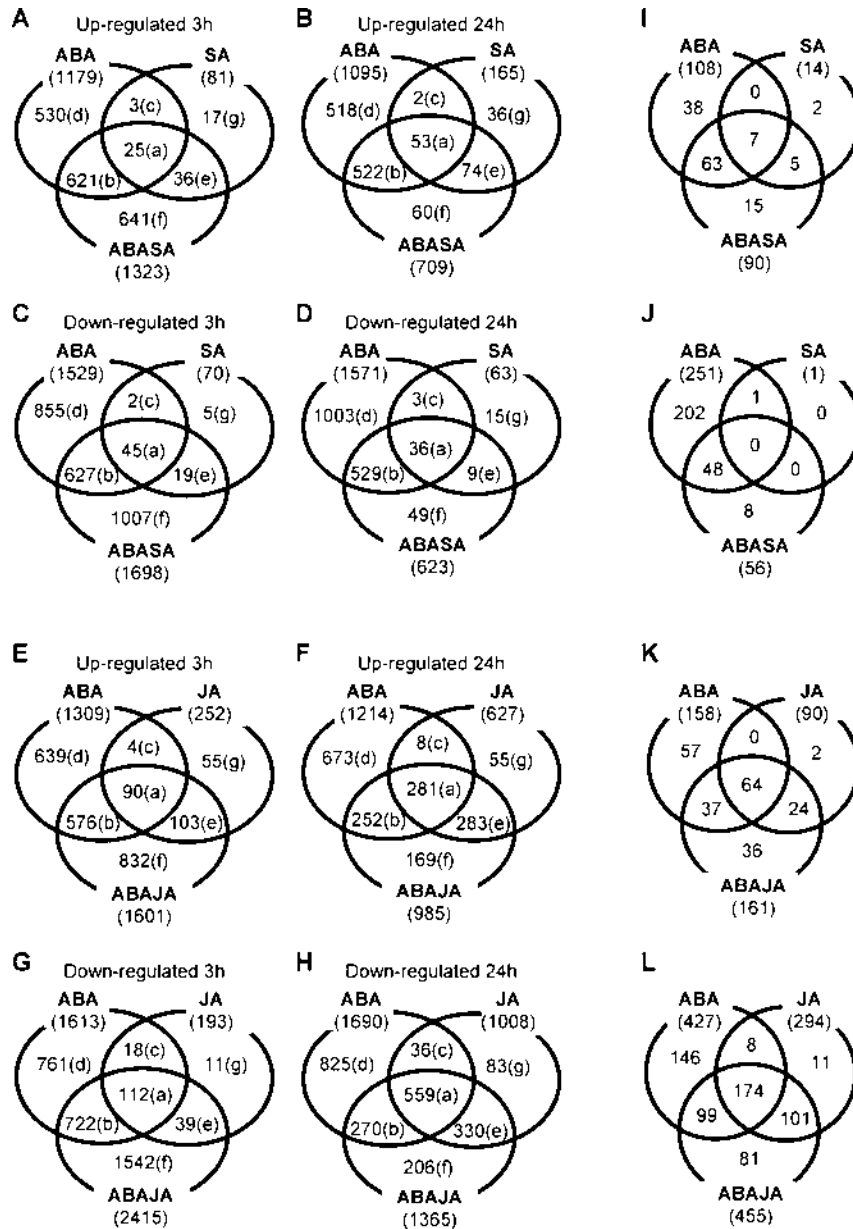 A
Up-regulated 3h
ABA
(1179)
SA
(81)
3(c)
530(d)
17(g)
25(a)
621(b)
36(e)
641(f)
ABASA
(1323)
B
Up-regulated 24h
ABA
(1095)
SA
(165)
2(c)
518(d)
36(g)
53(a)
522(b)
74(e)
60(f)
ABASA
(709)
I
ABA
(108)
SA
(14)
0
38
2
7
63
5
15
ABASA
(90)
C
Down-regulated 3h
ABA
(1529)
SA
(70)
2(c)
855(d)
5(g)
45(a)
627(b)
19(e)
1007(f)
ABASA
(1698)
D
Down-regulated 24h
ABA
(1571)
SA
(63)
3(c)
1003(d)
15(g)
36(a)
529(b)
9(e)
49(f)
ABASA
(623)
J
ABA
(251)
SA
(1)
1
202
0
0
48
0
8
ABASA
(56)
E
Up-regulated 3h
ABA
(1309)
JA
(252)
4(c)
639(d)
55(g)
90(a)
576(b)
103(e)
832(f)
ABAJA
(1601)
F
Up-regulated 24h
ABA
(1214)
JA
(627)
8(c)
673(d)
55(g)
281(a)
252(b)
283(e)
169(f)
ABAJA
(985)
K
ABA
(158)
JA
(90)
0
57
2
64
37
24
36
ABAJA
(161)
G
Down-regulated 3h
ABA
(1613)
JA
(193)
18(c)
761(d)
11(g)
112(a)
722(b)
39(e)
1542(f)
ABAJA
(2415)
H
Down-regulated 24h
ABA
(1690)
JA
(1008)
36(c)
825(d)
83(g)
559(a)
270(b)
330(e)
206(f)
ABAJA
(1365)
L
ABA
(427)
JA
(294)
8
146
11
174
99
101
81
ABAJA
(455)